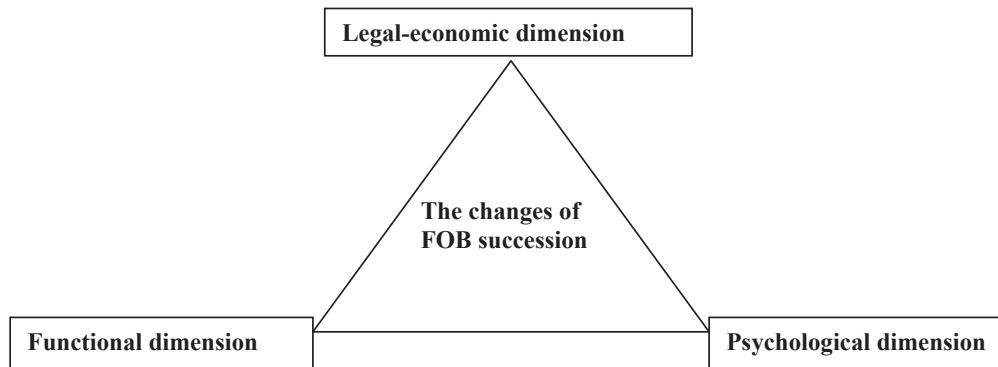 Legal-economic dimension
The changes of
FOB succession
Functional dimension
Psychological dimension